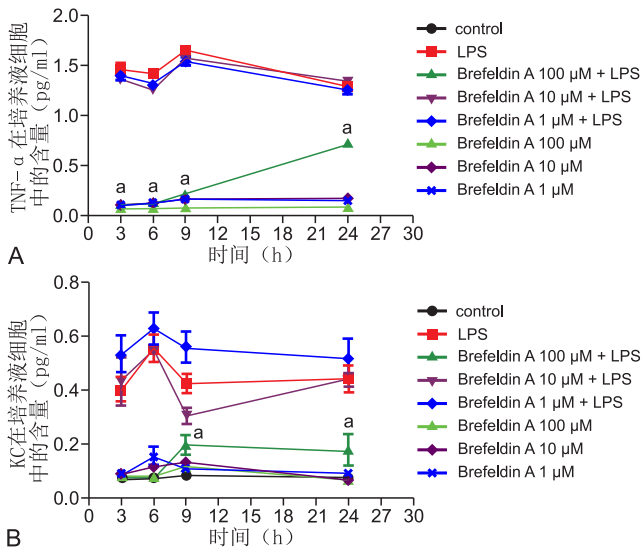 A
TNF-α 在培养液细胞
中的含量（pg/ml）
2.0
1.5
1.0
0.5
0.0
a
a
a
a
0 3 6 9 12 15 18 21 24 27 30
时间（h）
control
LPS
Brefeldin A 100 μM + LPS
Brefeldin A 10 μM + LPS
Brefeldin A 1 μM + LPS
Brefeldin A 100 μM
Brefeldin A 10 μM
Brefeldin A 1 μM
B
KC在培养液细胞
中的含量（pg/ml）
0.8
0.6
0.4
0.2
0.0
a
a
0 3 6 9 12 15 18 21 24 27 30
时间（h）
control
LPS
Brefeldin A 100 μM + LPS
Brefeldin A 10 μM + LPS
Brefeldin A 1 μM + LPS
Brefeldin A 100 μM
Brefeldin A 10 μM
Brefeldin A 1 μM